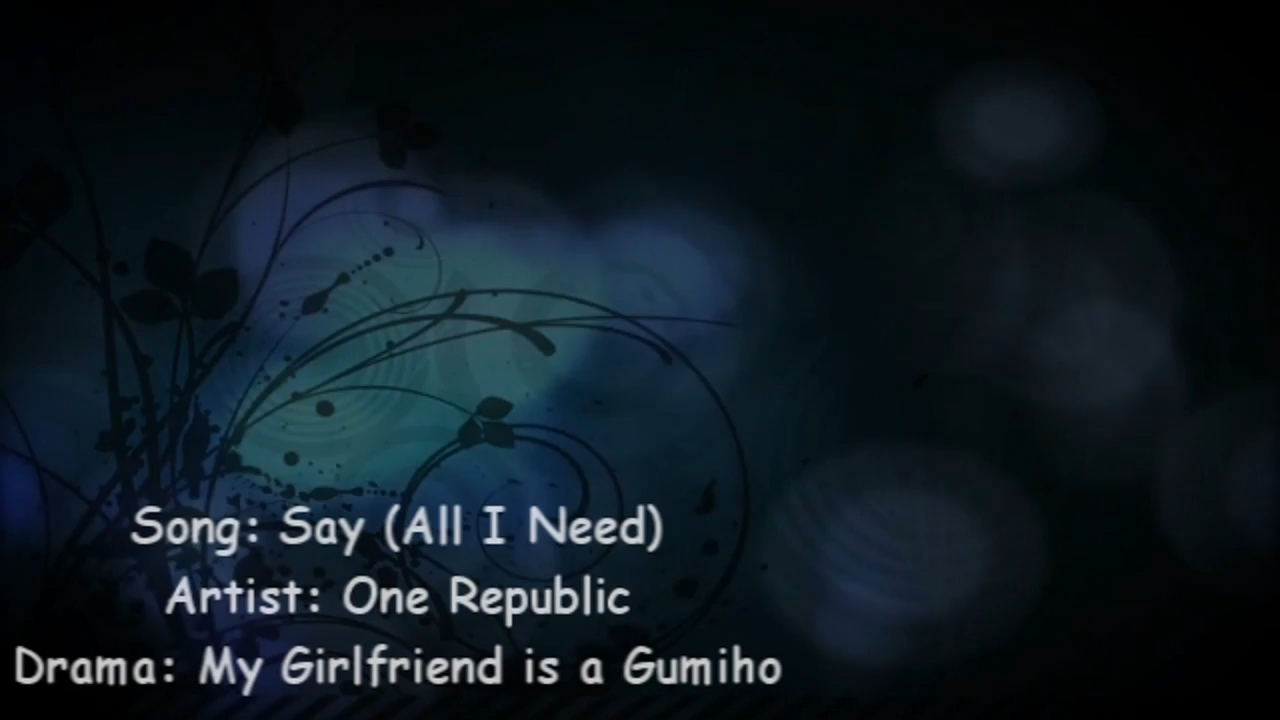 Song: Say (All I Need)
Artist: One Republic
Drama: My Girlfriend is a Gumiho